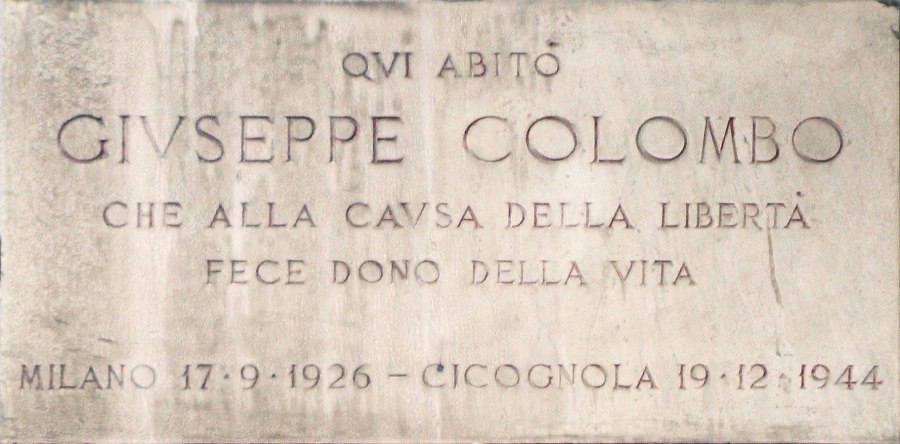 QVI ABITÒ
GIVSEPPE COLOMBO
CHE ALLA CAVSA DELLA LIBERTÀ
FECE DONO DELLA VITA
MILANO 17·9·1926 – CICOGNOLA 19·12·1944